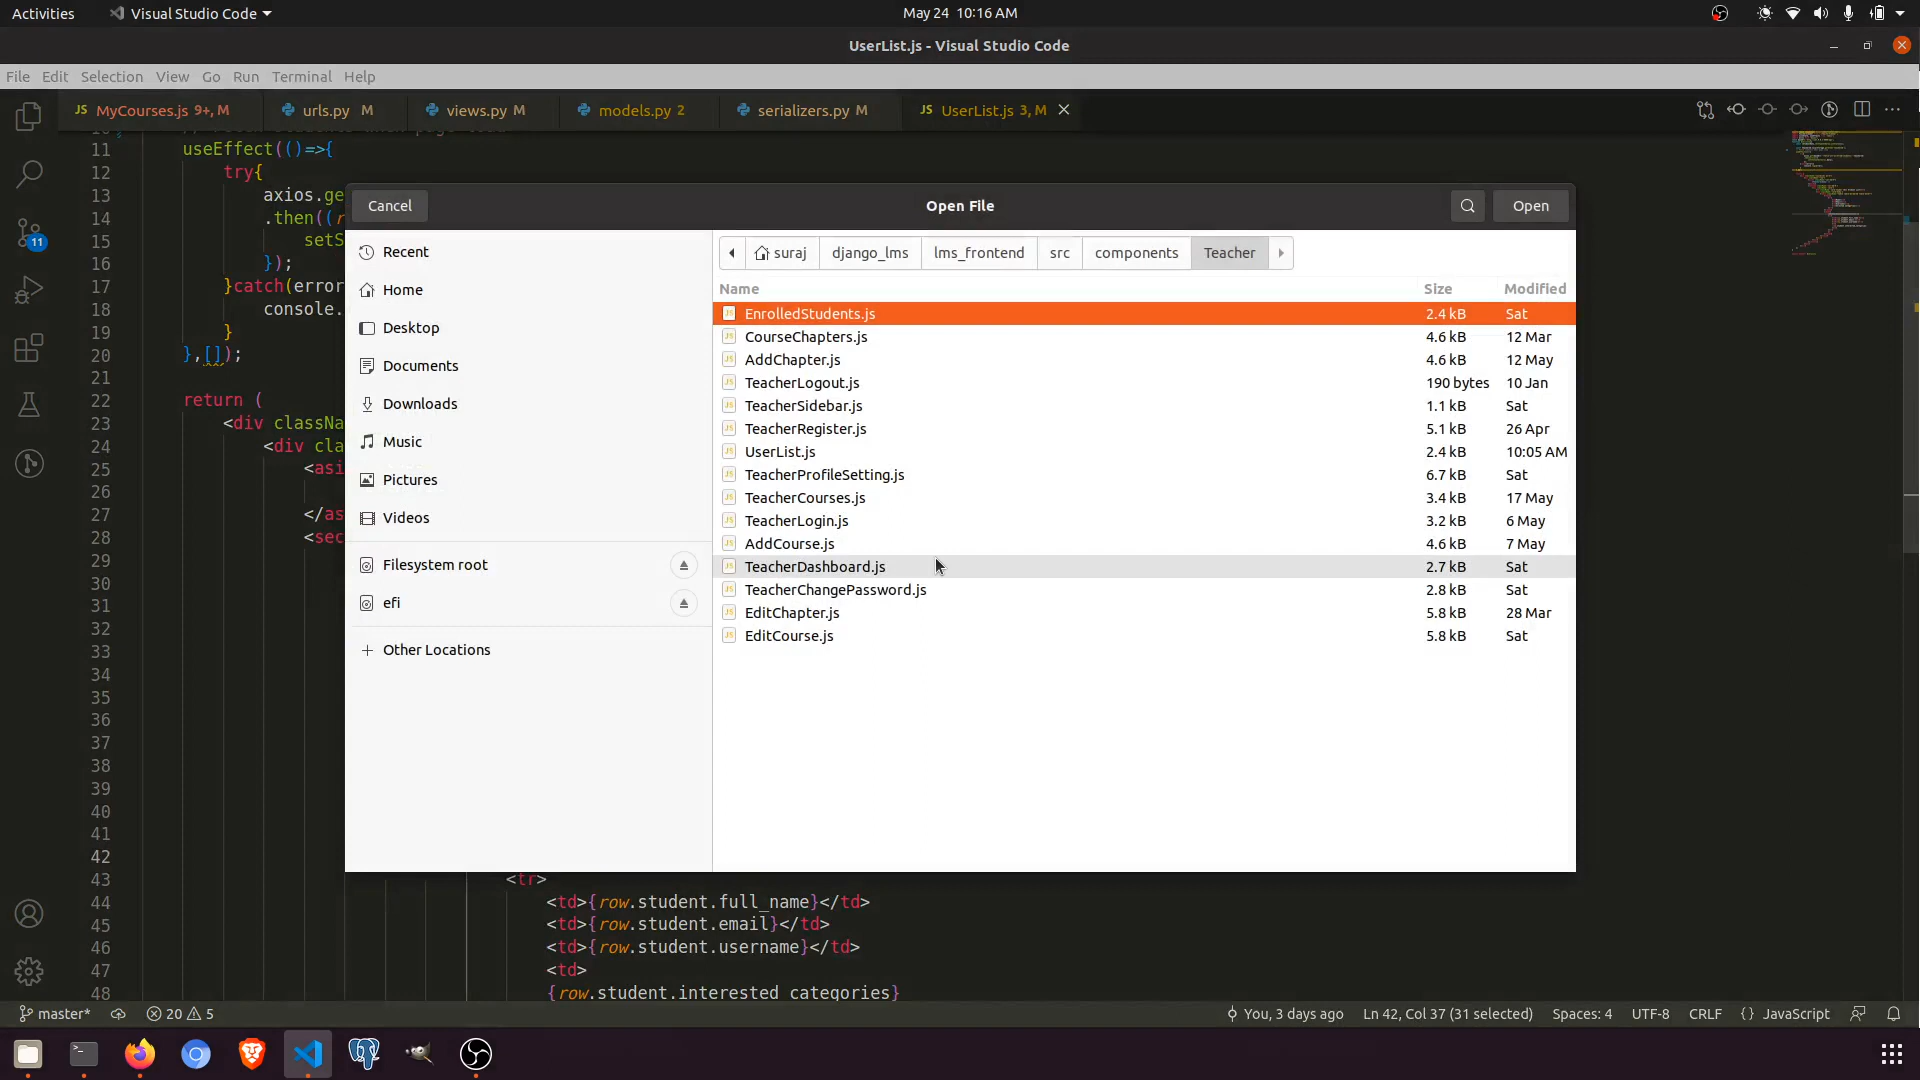 Activities
Visual Studio Code
May 24 10:16 AM
UserList.js - Visual Studio Code
File Edit Selection View Go Run Terminal Help
JS MyCourses.js 9+, M
urls.py M
views.py M
models.py 2
serializers.py M
JS UserList.js 3, M
11 useEffect(()=>{
12 try{
13 axios.ge
14 .then((r
15 setS
16 });
17 }catch(error
18 console.
19 }
20 },[]);
21
22 return (
23 <div classNa
24 <div cla
25 <asi
26
27 </as
28 <sec
29
30
31
32
33
34
35
36
37
38
39
40
41
42
43 <tr>
44 <td>{row.student.full_name}</td>
45 <td>{row.student.email}</td>
46 <td>{row.student.username}</td>
47 <td>
48 {row.student.interested_categories}
11
Cancel
Open File
Open
Recent
Home
Desktop
Documents
Downloads
Music
Pictures
Videos
Filesystem root
efi
Other Locations
suraj django_lms lms_frontend src components Teacher
Name Size Modified
EnrolledStudents.js 2.4 kB Sat
CourseChapters.js 4.6 kB 12 Mar
AddChapter.js 4.6 kB 12 May
TeacherLogout.js 190 bytes 10 Jan
TeacherSidebar.js 1.1 kB Sat
TeacherRegister.js 5.1 kB 26 Apr
UserList.js 2.4 kB 10:05 AM
TeacherProfileSetting.js 6.7 kB Sat
TeacherCourses.js 3.4 kB 17 May
TeacherLogin.js 3.2 kB 6 May
AddCourse.js 4.6 kB 7 May
TeacherDashboard.js 2.7 kB Sat
TeacherChangePassword.js 2.8 kB Sat
EditChapter.js 5.8 kB 28 Mar
EditCourse.js 5.8 kB Sat
master* 20 5
You, 3 days ago Ln 42, Col 37 (31 selected) Spaces: 4 UTF-8 CRLF {} JavaScript